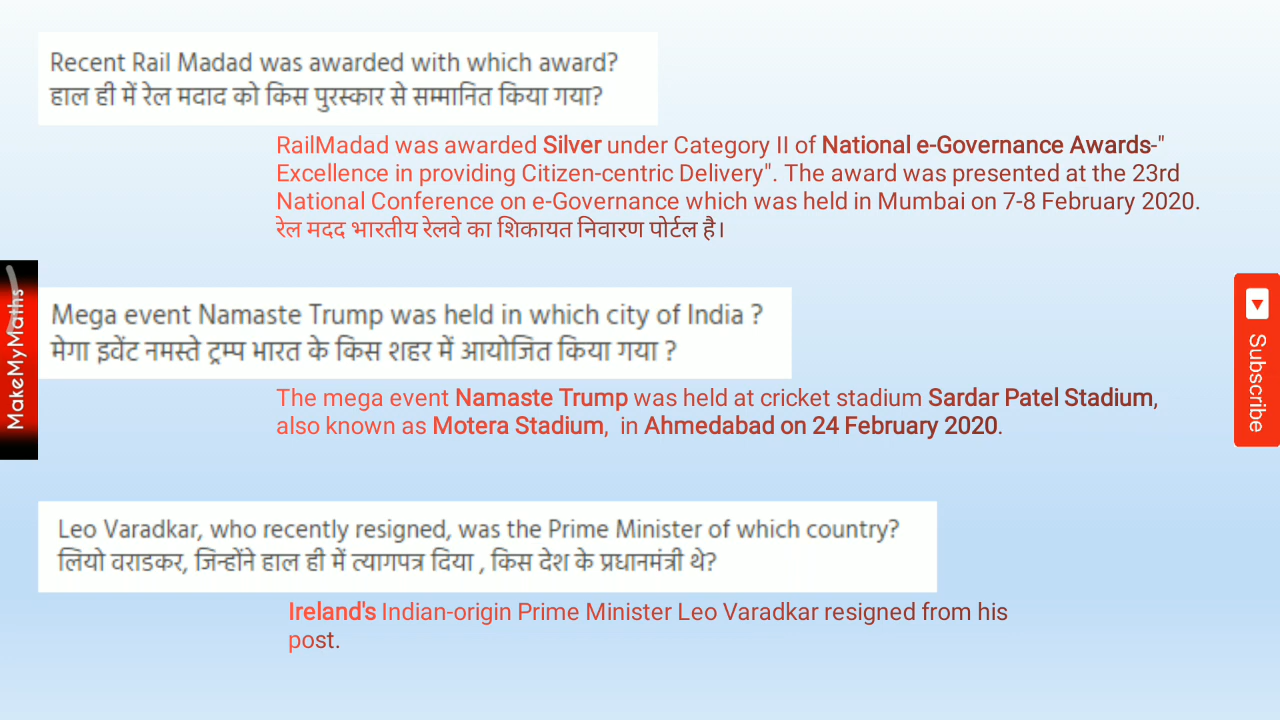 Recent Rail Madad was awarded with which award?
हाल ही में रेल मदाद को किस पुरस्कार से सम्मानित किया गया?
RailMadad was awarded Silver under Category II of National e-Governance Awards-"
Excellence in providing Citizen-centric Delivery". The award was presented at the 23rd
National Conference on e-Governance which was held in Mumbai on 7-8 February 2020.
रेल मदद भारतीय रेलवे का शिकायत निवारण पोर्टल है।
Mega event Namaste Trump was held in which city of India ?
मेगा इवेंट नमस्ते ट्रम्प भारत के किस शहर में आयोजित किया गया ?
The mega event Namaste Trump was held at cricket stadium Sardar Patel Stadium,
also known as Motera Stadium, in Ahmedabad on 24 February 2020.
Leo Varadkar, who recently resigned, was the Prime Minister of which country?
लियो वराडकर, जिन्होंने हाल ही में त्यागपत्र दिया , किस देश के प्रधानमंत्री थे?
Ireland's Indian-origin Prime Minister Leo Varadkar resigned from his
post.
MakeMyMaths
Subscribe